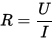 R = U/I